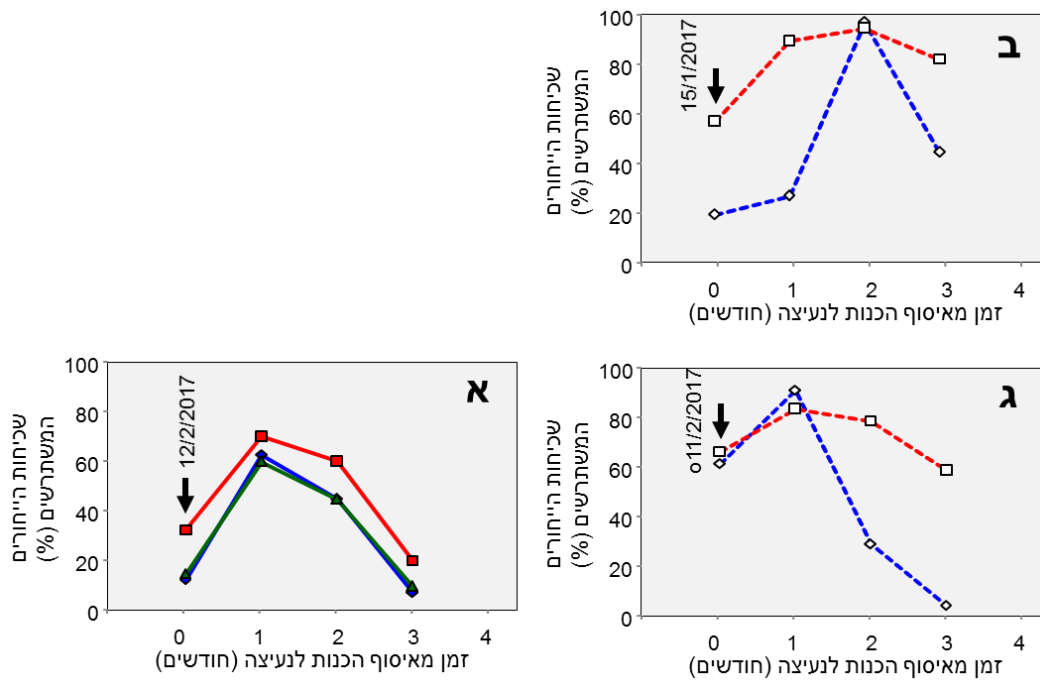 ב
15/1/2017
שכיחות הייחורים
המשתרשים (%)
100
80
60
40
20
0
0 1 2 3 4
זמן מאיסוף הכנות לנעיצה (חודשים)
א
12/2/2017
שכיחות הייחורים
המשתרשים (%)
100
80
60
40
20
0
0 1 2 3 4
זמן מאיסוף הכנות לנעיצה (חודשים)
ג
o11/2/2017
שכיחות הייחורים
המשתרשים (%)
100
80
60
40
20
0
0 1 2 3 4
זמן מאיסוף הכנות לנעיצה (חודשים)